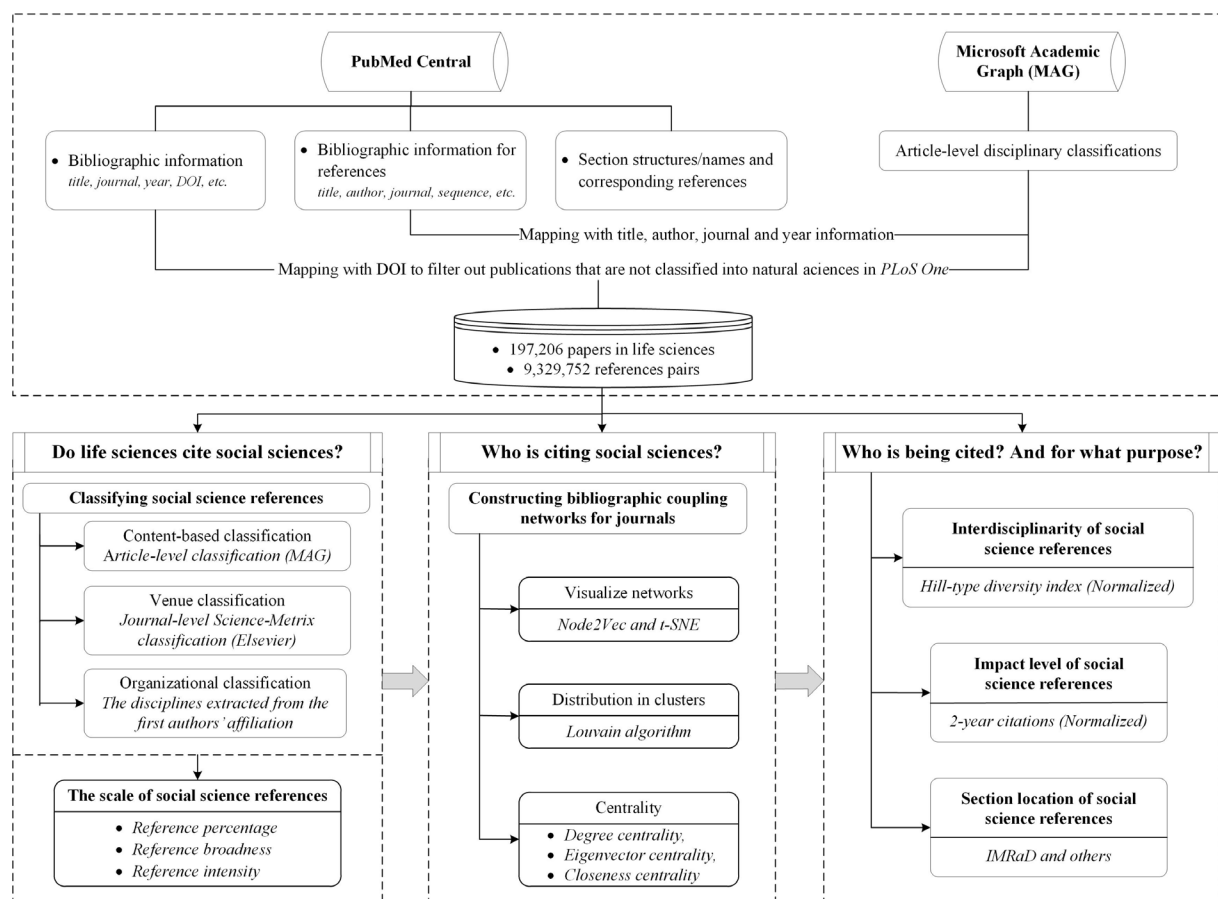 PubMed Central
Microsoft Academic
Graph (MAG)
• Bibliographic information
title, journal, year, DOI, etc.
• Bibliographic information for
references
title, author, journal, sequence, etc.
• Section structures/names and
corresponding references
Article-level disciplinary classifications
Mapping with title, author, journal and year information
Mapping with DOI to filter out publications that are not classified into natural aciences in PLoS One
• 197,206 papers in life sciences
• 9,329,752 references pairs
Do life sciences cite social sciences?
Classifying social science references
Content-based classification
Article-level classification (MAG)
Venue classification
Journal-level Science-Metrix
classification (Elsevier)
Organizational classification
The disciplines extracted from the
first authors' affiliation
The scale of social science references
• Reference percentage
• Reference broadness
• Reference intensity
Who is citing social sciences?
Constructing bibliographic coupling
networks for journals
Visualize networks
Node2Vec and t-SNE
Distribution in clusters
Louvain algorithm
Centrality
• Degree centrality,
• Eigenvector centrality,
• Closeness centrality
Who is being cited? And for what purpose?
Interdisciplinarity of social
science references
Hill-type diversity index (Normalized)
Impact level of social
science references
2-year citations (Normalized)
Section location of social
science references
IMRaD and others